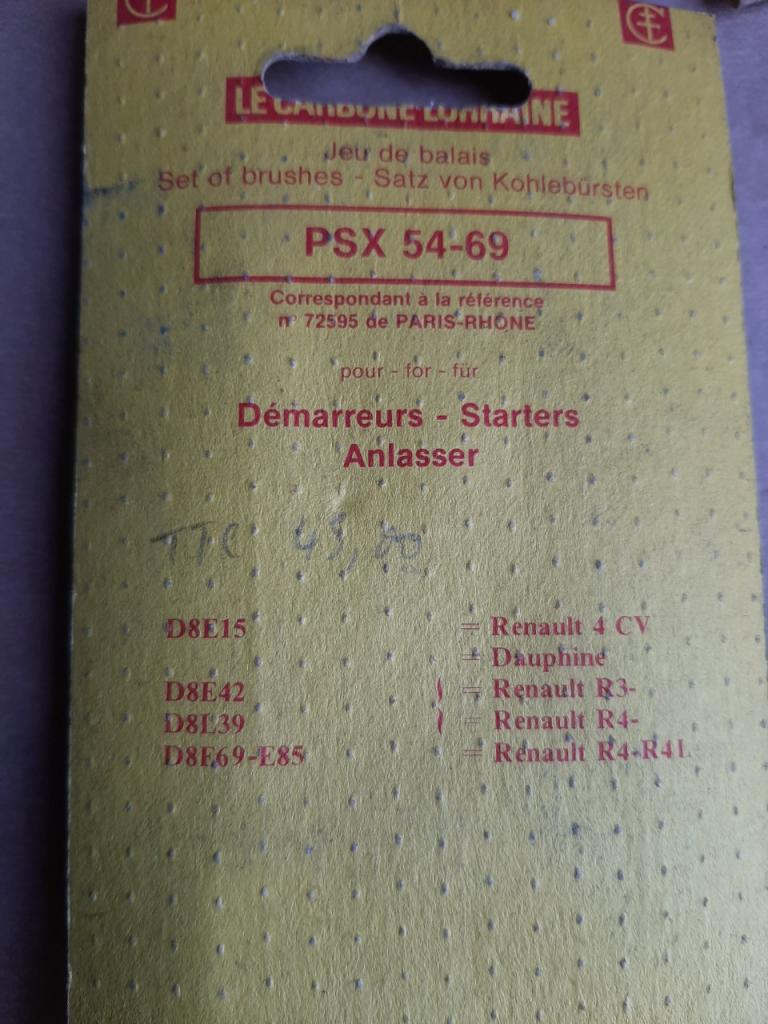 LE CARBONE-LORRAINE
Jeu de balais
Set of brushes - Satz von Kohlebürsten
PSX 54-69
Correspondant à la référence
n° 72595 de PARIS-RHONE
pour - for - für
Démarreurs - Starters
Anlasser
TTC 49,00
D8E15 = Renault 4 CV
= Dauphine
D8E42 = Renault R3-
D8E39 = Renault R4-
D8E69-E85 = Renault R4-R4L